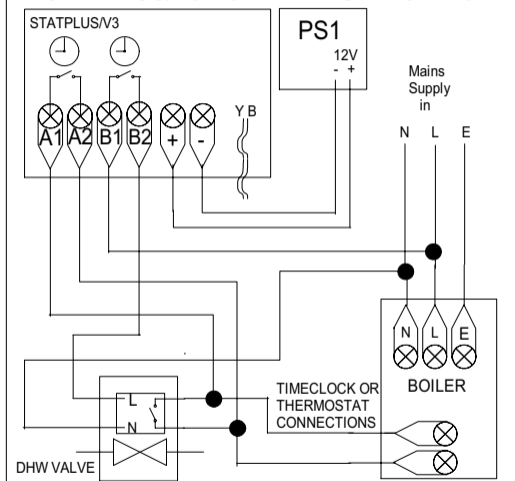 STATPLUS/V3
PS1
12V
- +
Mains
Supply
in
N L E
Y B
A1 A2 B1 B2 + -
N L E
BOILER
TIMECLOCK OR
THERMOSTAT
CONNECTIONS
L
N
DHW VALVE